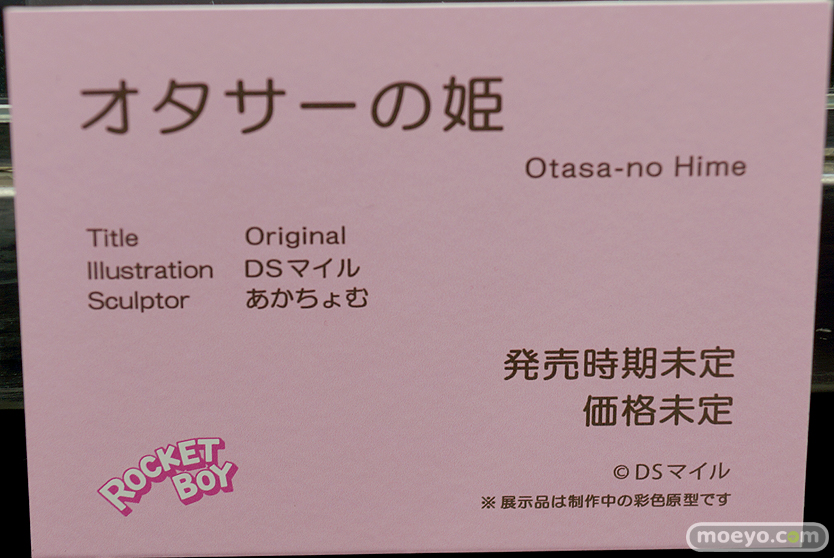 オタサーの姫
Otasa-no Hime
Title Original
Illustration DSマイル
Sculptor あかちょむ
発売時期未定
価格未定
ROCKET
BOY
©DSマイル
※展示品は制作中の彩色原型です
moeyo.com